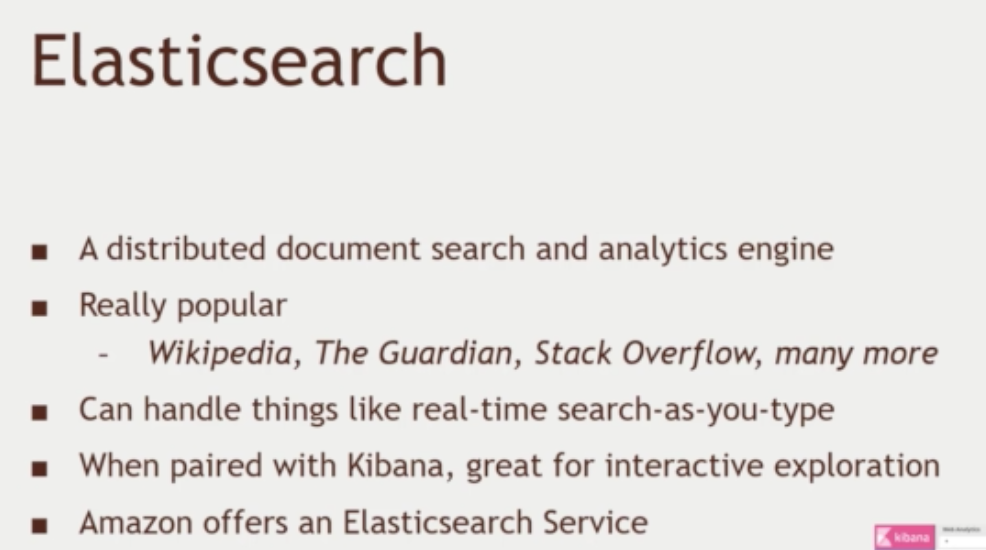 Elasticsearch
■ A distributed document search and analytics engine
■ Really popular
– Wikipedia, The Guardian, Stack Overflow, many more
■ Can handle things like real-time search-as-you-type
■ When paired with Kibana, great for interactive exploration
■ Amazon offers an Elasticsearch Service
kibana
Web Analytics